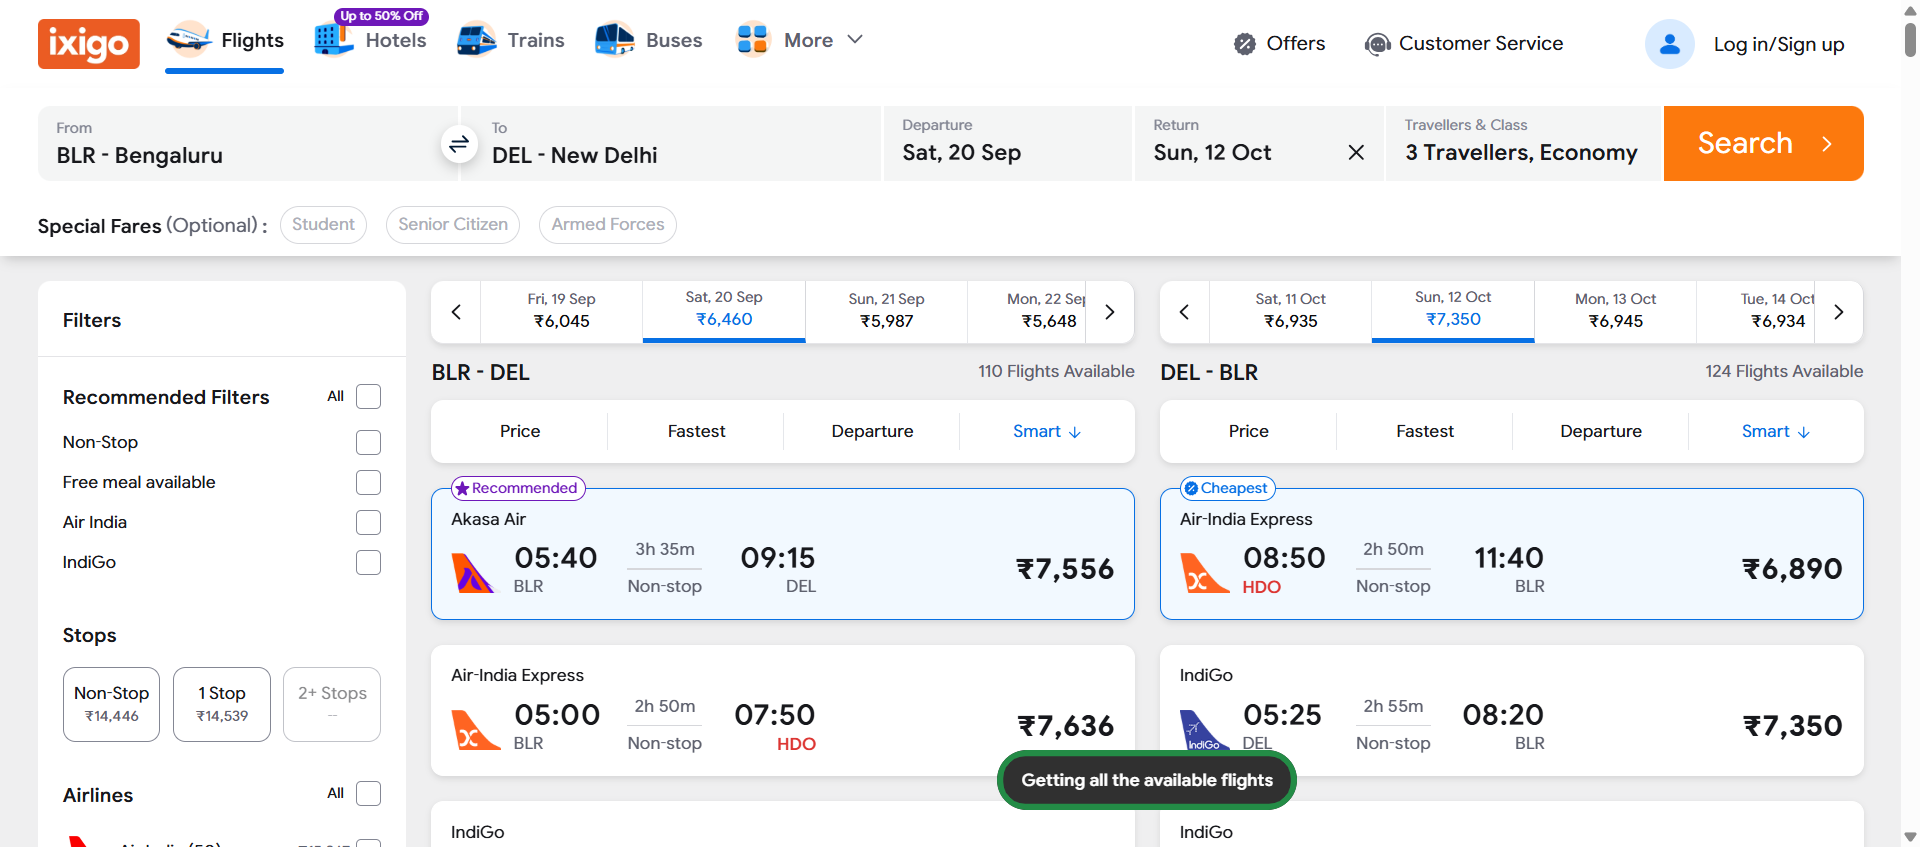 ixigo
Flights
Up to 50% Off
Hotels
Trains
Buses
More
Offers
Customer Service
Log in/Sign up
From
BLR - Bengaluru
To
DEL - New Delhi
Departure
Sat, 20 Sep
Return
Sun, 12 Oct
Travellers & Class
3 Travellers, Economy
Search
Special Fares (Optional) :
Student
Senior Citizen
Armed Forces
Filters
Recommended Filters
All
Non-Stop
Free meal available
Air India
IndiGo
Stops
Non-Stop
₹14,446
1 Stop
₹14,539
2+ Stops
--
Airlines
All
Fri, 19 Sep
₹6,045
Sat, 20 Sep
₹6,460
Sun, 21 Sep
₹5,987
Mon, 22 Sep
₹5,648
BLR - DEL
110 Flights Available
Price
Fastest
Departure
Smart
Recommended
Akasa Air
05:40
BLR
3h 35m
Non-stop
09:15
DEL
₹7,556
Air-India Express
05:00
BLR
2h 50m
Non-stop
07:50
HDO
₹7,636
IndiGo
Sat, 11 Oct
₹6,935
Sun, 12 Oct
₹7,350
Mon, 13 Oct
₹6,945
Tue, 14 Oct
₹6,934
DEL - BLR
124 Flights Available
Price
Fastest
Departure
Smart
Cheapest
Air-India Express
08:50
HDO
2h 50m
Non-stop
11:40
BLR
₹6,890
IndiGo
IndiGo
05:25
DEL
2h 55m
Non-stop
08:20
BLR
₹7,350
IndiGo
Getting all the available flights